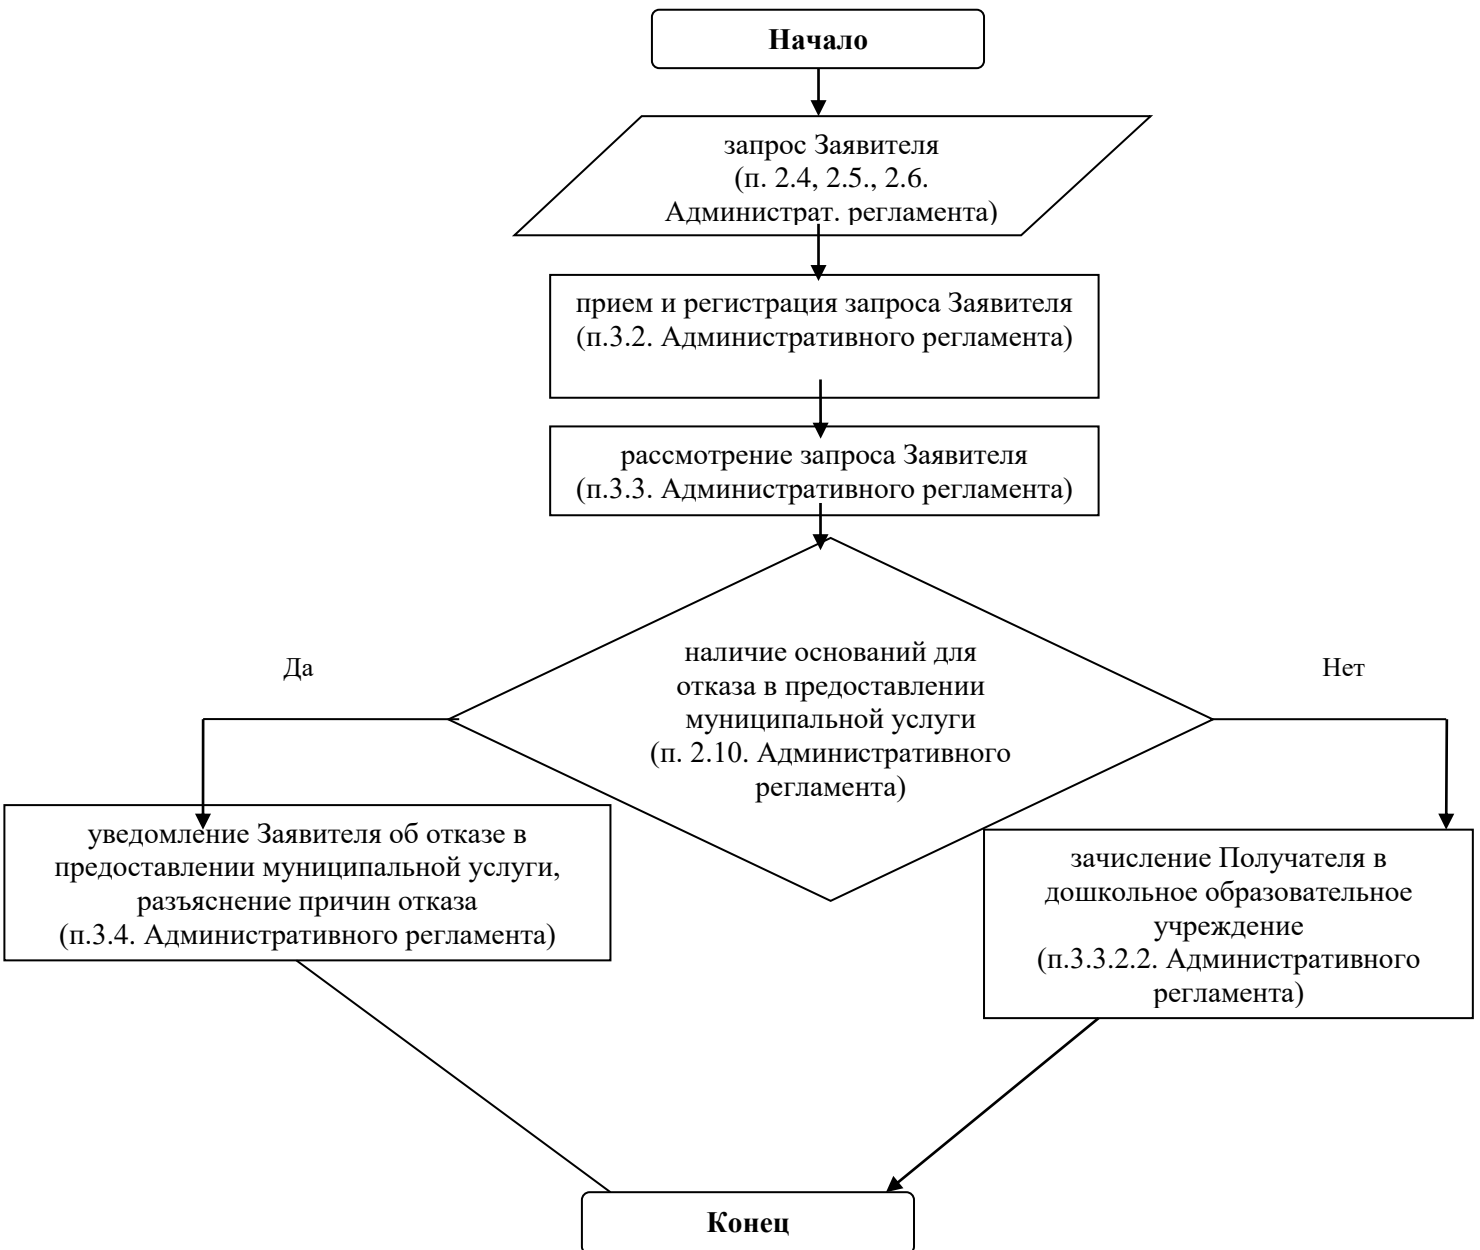 Начало
запрос Заявителя
(п. 2.4, 2.5., 2.6.
Администрат. регламента)
прием и регистрация запроса Заявителя
(п.3.2. Административного регламента)
рассмотрение запроса Заявителя
(п.3.3. Административного регламента)
Да
Нет
наличие оснований для
отказа в предоставлении
муниципальной услуги
(п. 2.10. Административного
регламента)
уведомление Заявителя об отказе в
предоставлении муниципальной услуги,
разъяснение причин отказа
(п.3.4. Административного регламента)
зачисление Получателя в
дошкольное образовательное
учреждение
(п.3.3.2.2. Административного
регламента)
Конец